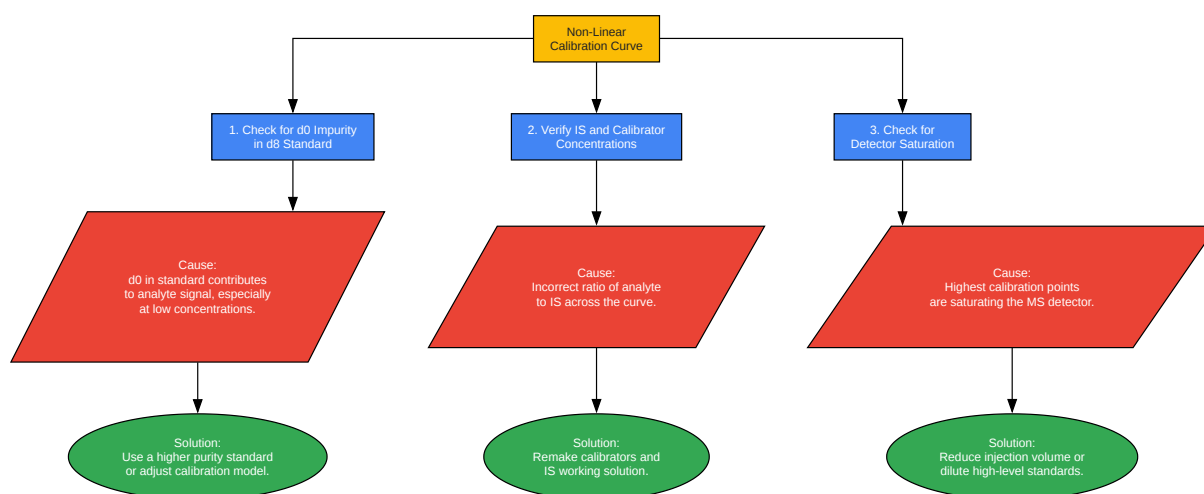 Non-Linear
Calibration Curve
1. Check for d0 Impurity
in d8 Standard
2. Verify IS and Calibrator
Concentrations
3. Check for
Detector Saturation
Cause:
d0 in standard contributes
to analyte signal, especially
at low concentrations.
Cause:
Incorrect ratio of analyte
to IS across the curve.
Cause:
Highest calibration points
are saturating the MS detector.
Solution:
Use a higher purity standard
or adjust calibration model.
Solution:
Remake calibrators and
IS working solution.
Solution:
Reduce injection volume or
dilute high-level standards.